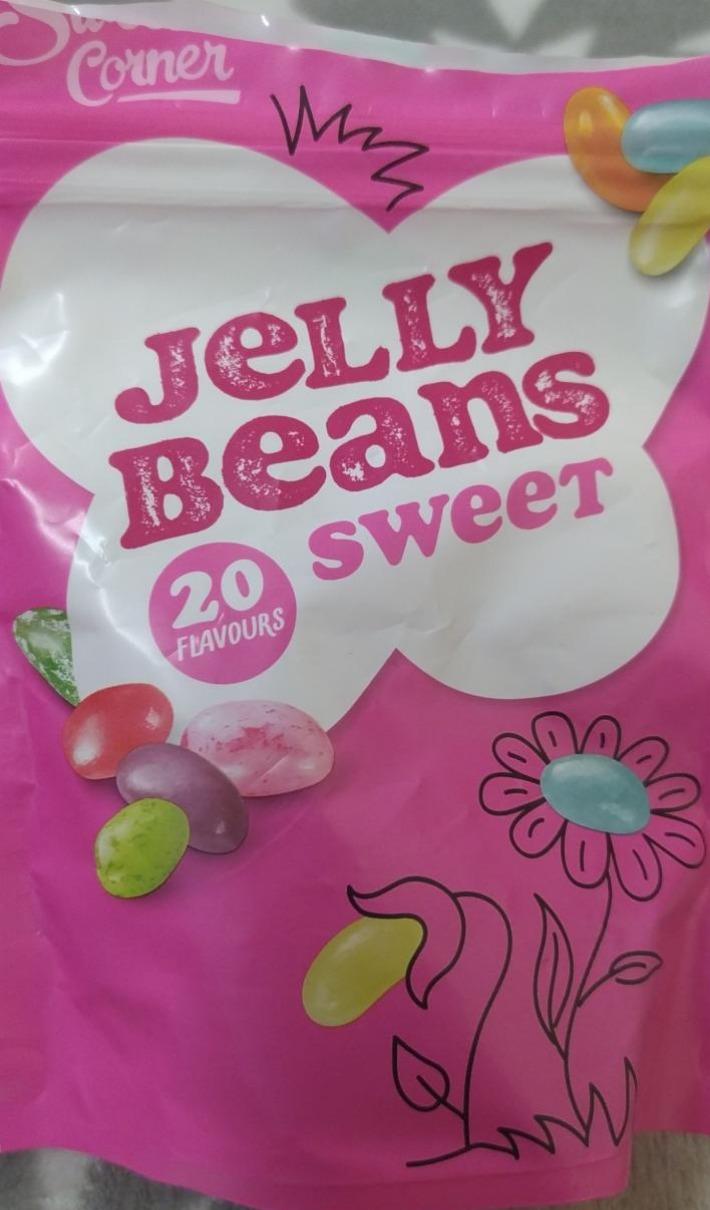 Corner
JELLY
BEANS
SWEET
20
FLAVOURS